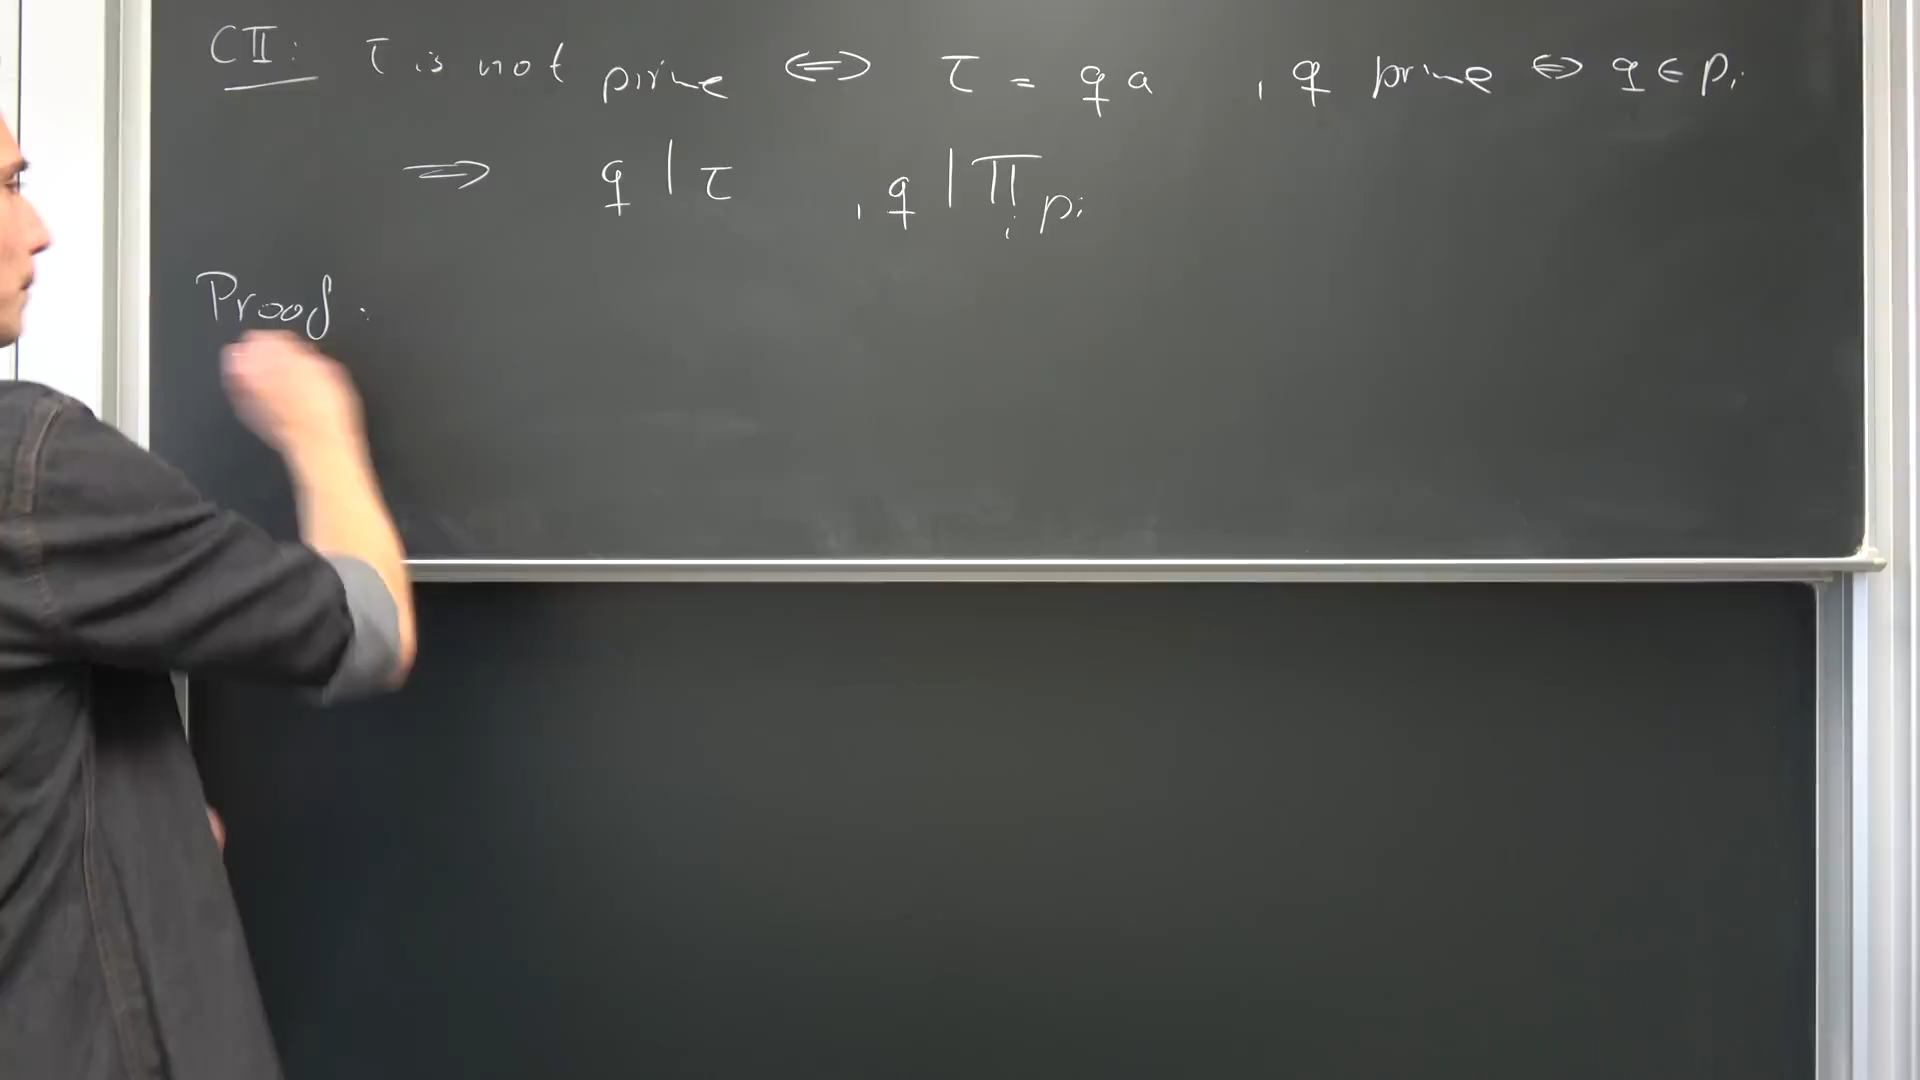 CII: τ is not prime ⇔ τ = q a , q prime ⇔ q ∈ pᵢ
⇒ q | τ , q | ∏ᵢ pᵢ
Proof: